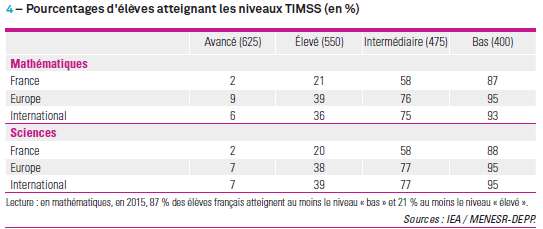 4 – Pourcentages d'élèves atteignant les niveaux TIMSS (en %)
Avancé (625) Élevé (550) Intermédiaire (475) Bas (400)
Mathématiques
France 2 21 58 87
Europe 9 39 76 95
International 6 36 75 93
Sciences
France 2 20 58 88
Europe 7 38 77 95
International 7 39 77 95
Lecture : en mathématiques, en 2015, 87 % des élèves français atteignent au moins le niveau « bas » et 21 % au moins le niveau « élevé ».
Sources : IEA / MENESR-DEPP.